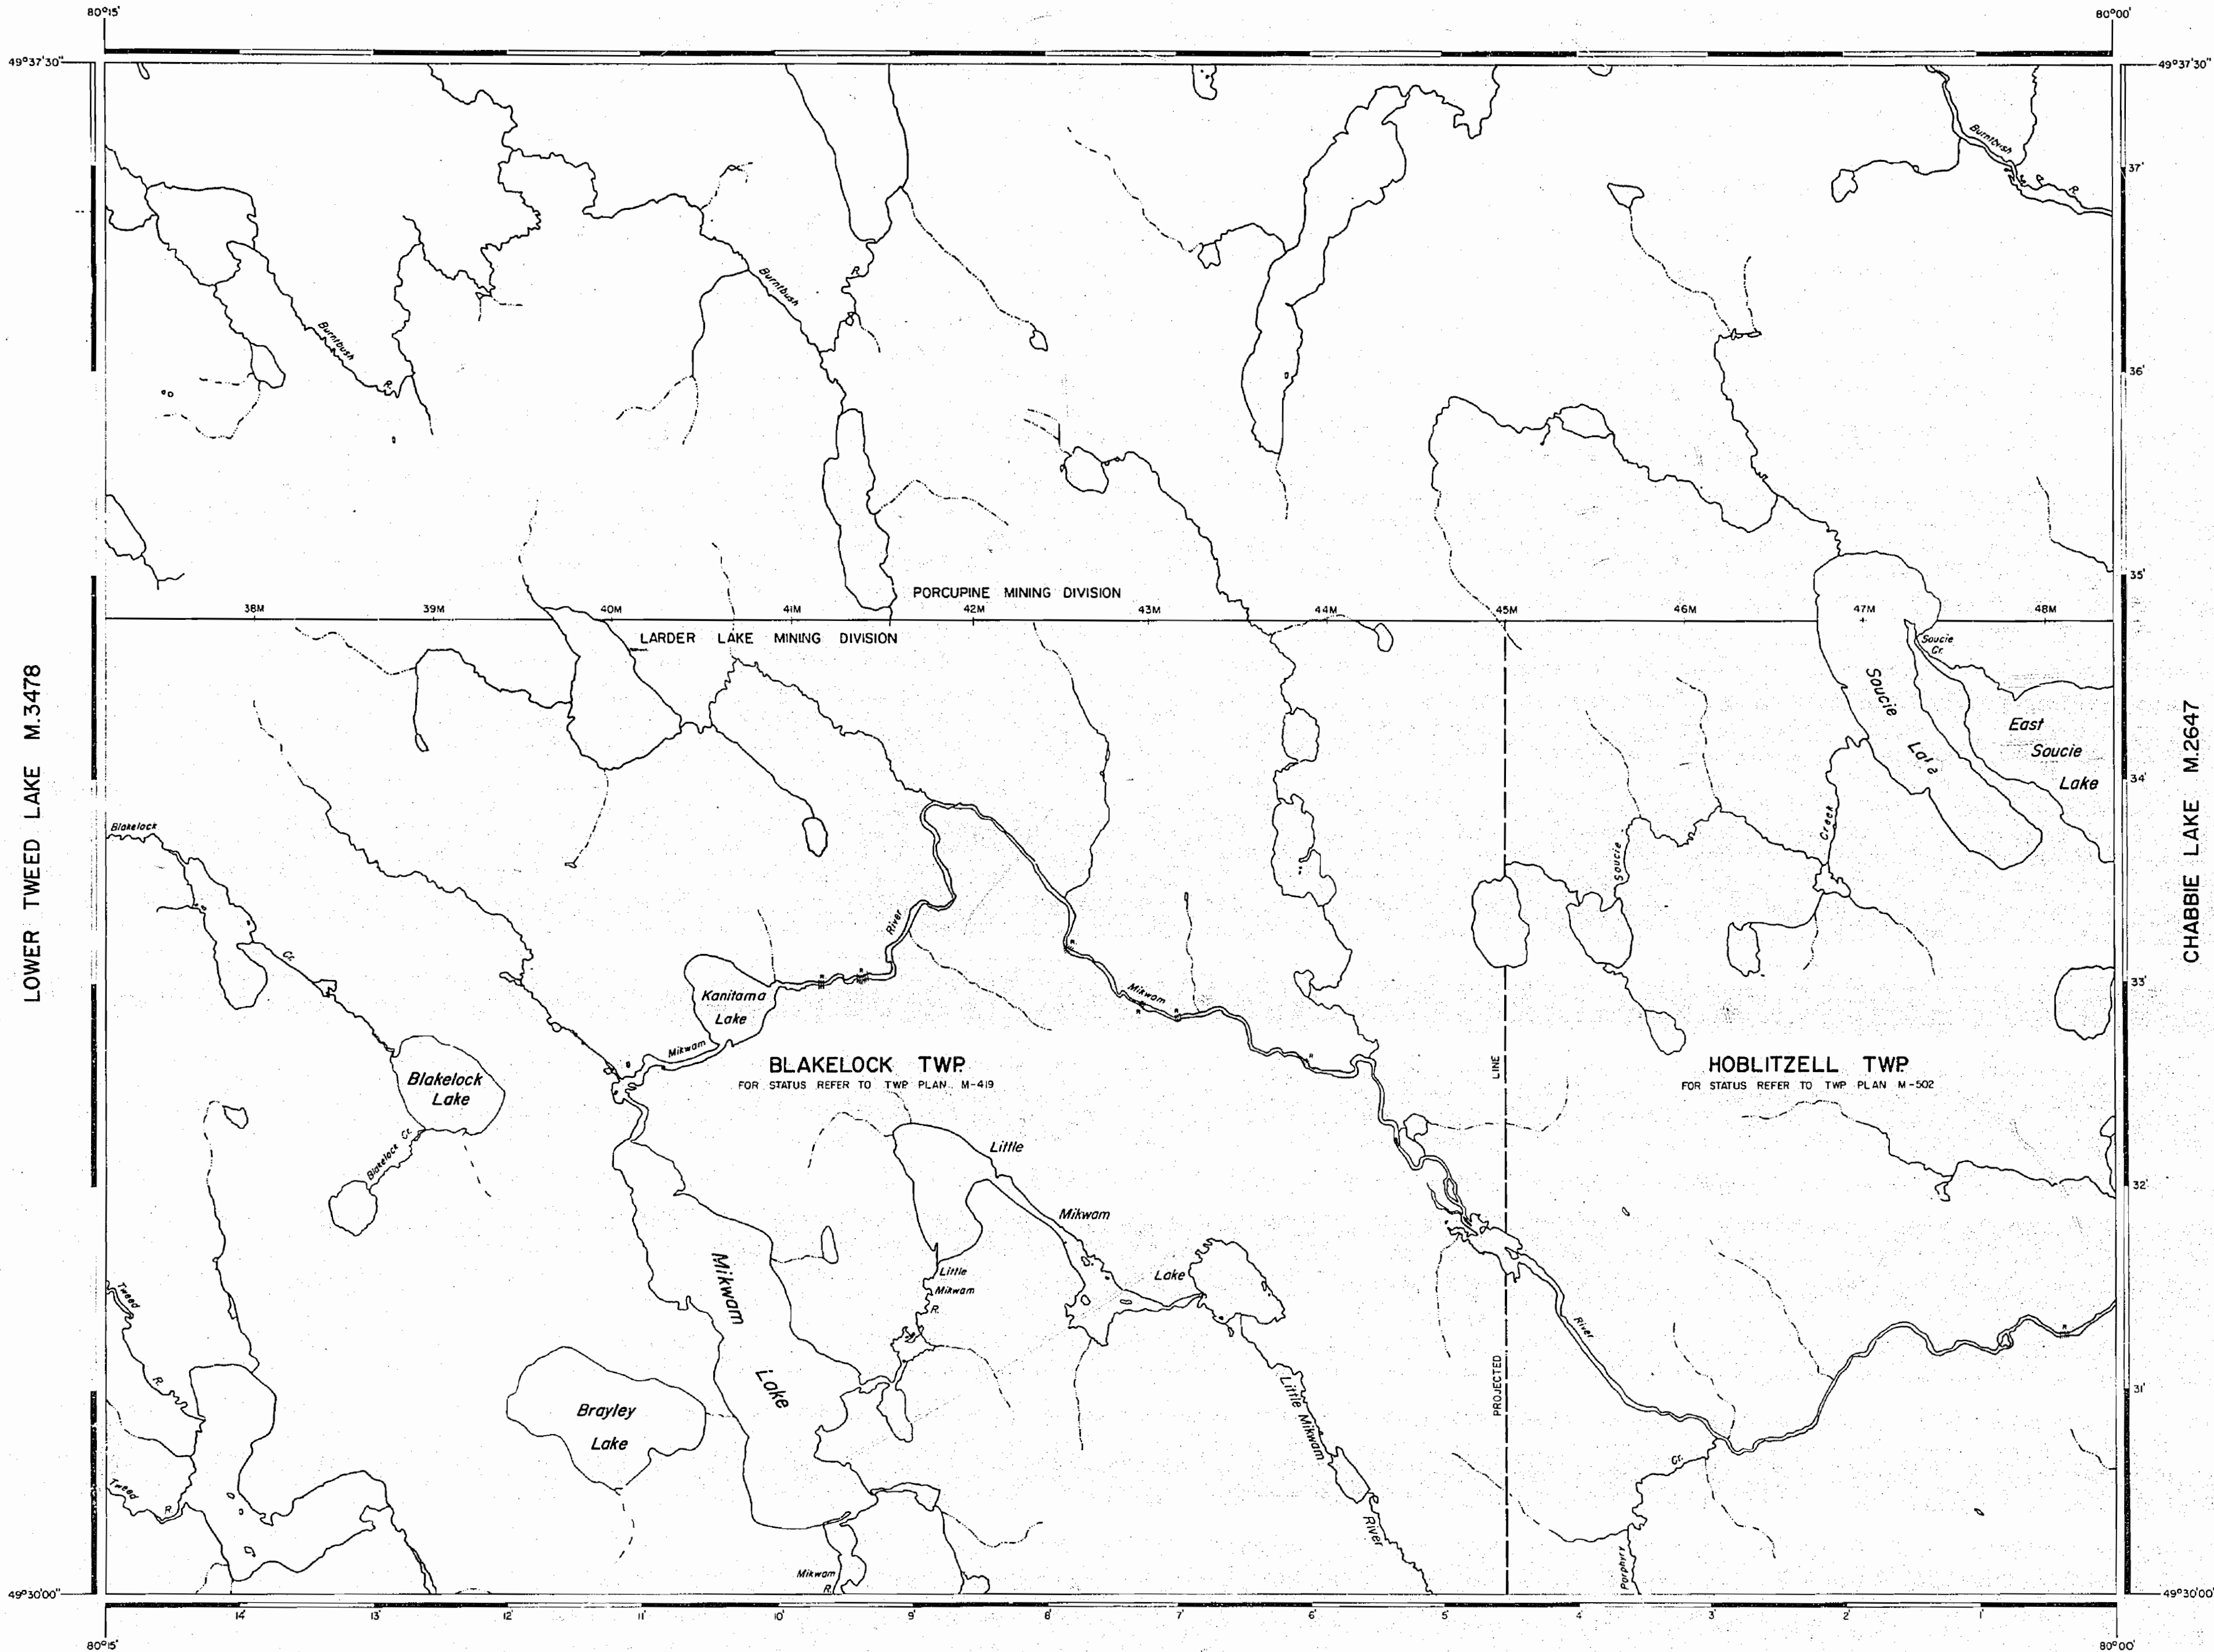 80°15'
80°00'
49°37'30"
49°37'30"
Burntbush
R.
37'
Burntbush
R.
Burntbush
R.
36'
35'
PORCUPINE MINING DIVISION
38M 39M 40M 41M 42M 43M 44M 45M 46M 47M 48M
LARDER LAKE MINING DIVISION
Soucie
Cr.
LOWER TWEED LAKE M.3478
CHABBIE LAKE M.2647
Soucie
Lake
East
Soucie
Lake
34'
Blakelock
Cr.
River
Soucie
Creek
R.
33'
Kanitama
Lake
Mikwam
Mikwam
BLAKELOCK TWP.
FOR STATUS REFER TO TWP. PLAN. M-419
LINE
HOBLITZELL TWP.
FOR STATUS REFER TO TWP PLAN M-502
Blakelock
Lake
Blakelock Cr.
Little
Mikwam
Lake
32'
Mikwam
Lake
Little
Mikwam
R.
Tweed
R.
River
PROJECTED
31'
Brayley
Lake
Little Mikwam
River
Cr.
Tweed
R.
Mikwam
R.
Porphyry
49°30'00"
49°30'00"
14' 13' 12' 11' 10' 9' 8' 7' 6' 5' 4' 3' 2' 1'
80°15'
80°00'